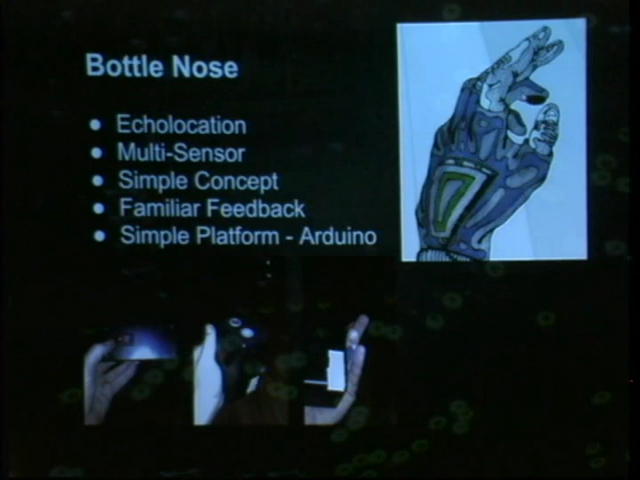 Bottle Nose
Echolocation
Multi-Sensor
Simple Concept
Familiar Feedback
Simple Platform - Arduino